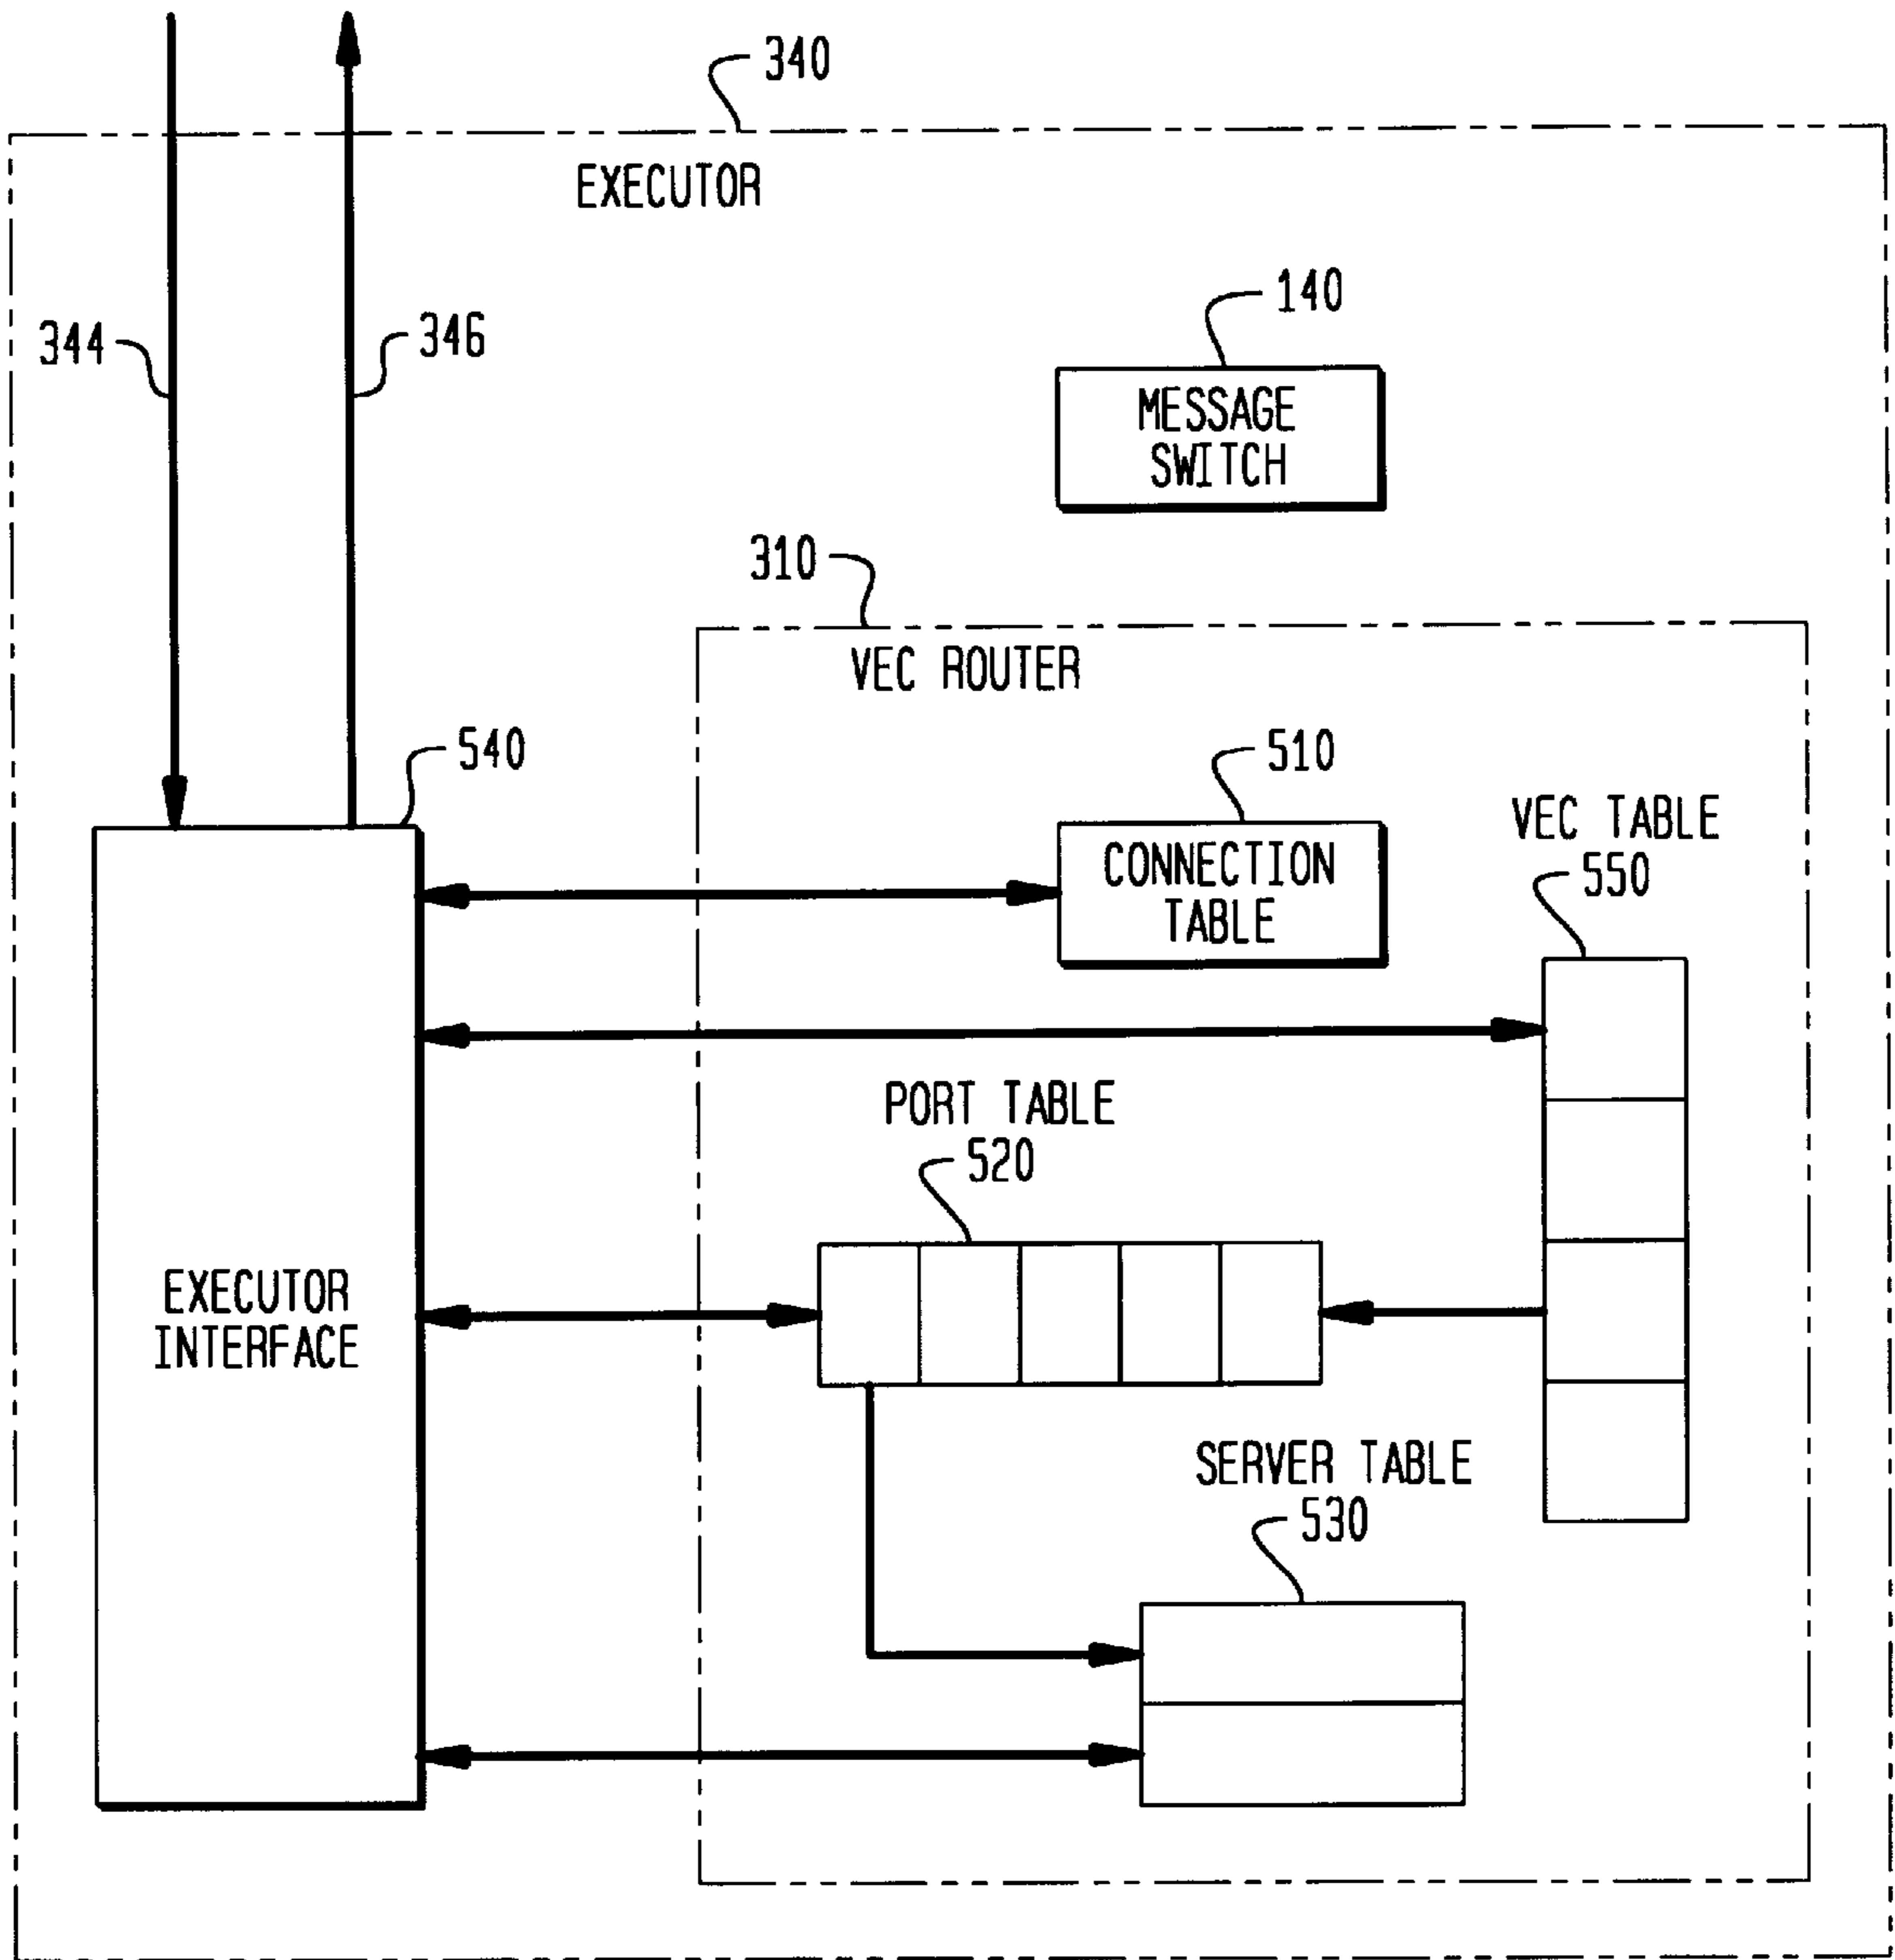 340
EXECUTOR
140
344
346
MESSAGE
SWITCH
310
VEC ROUTER
540
510
VEC TABLE
550
CONNECTION
TABLE
PORT TABLE
520
EXECUTOR
INTERFACE
SERVER TABLE
530